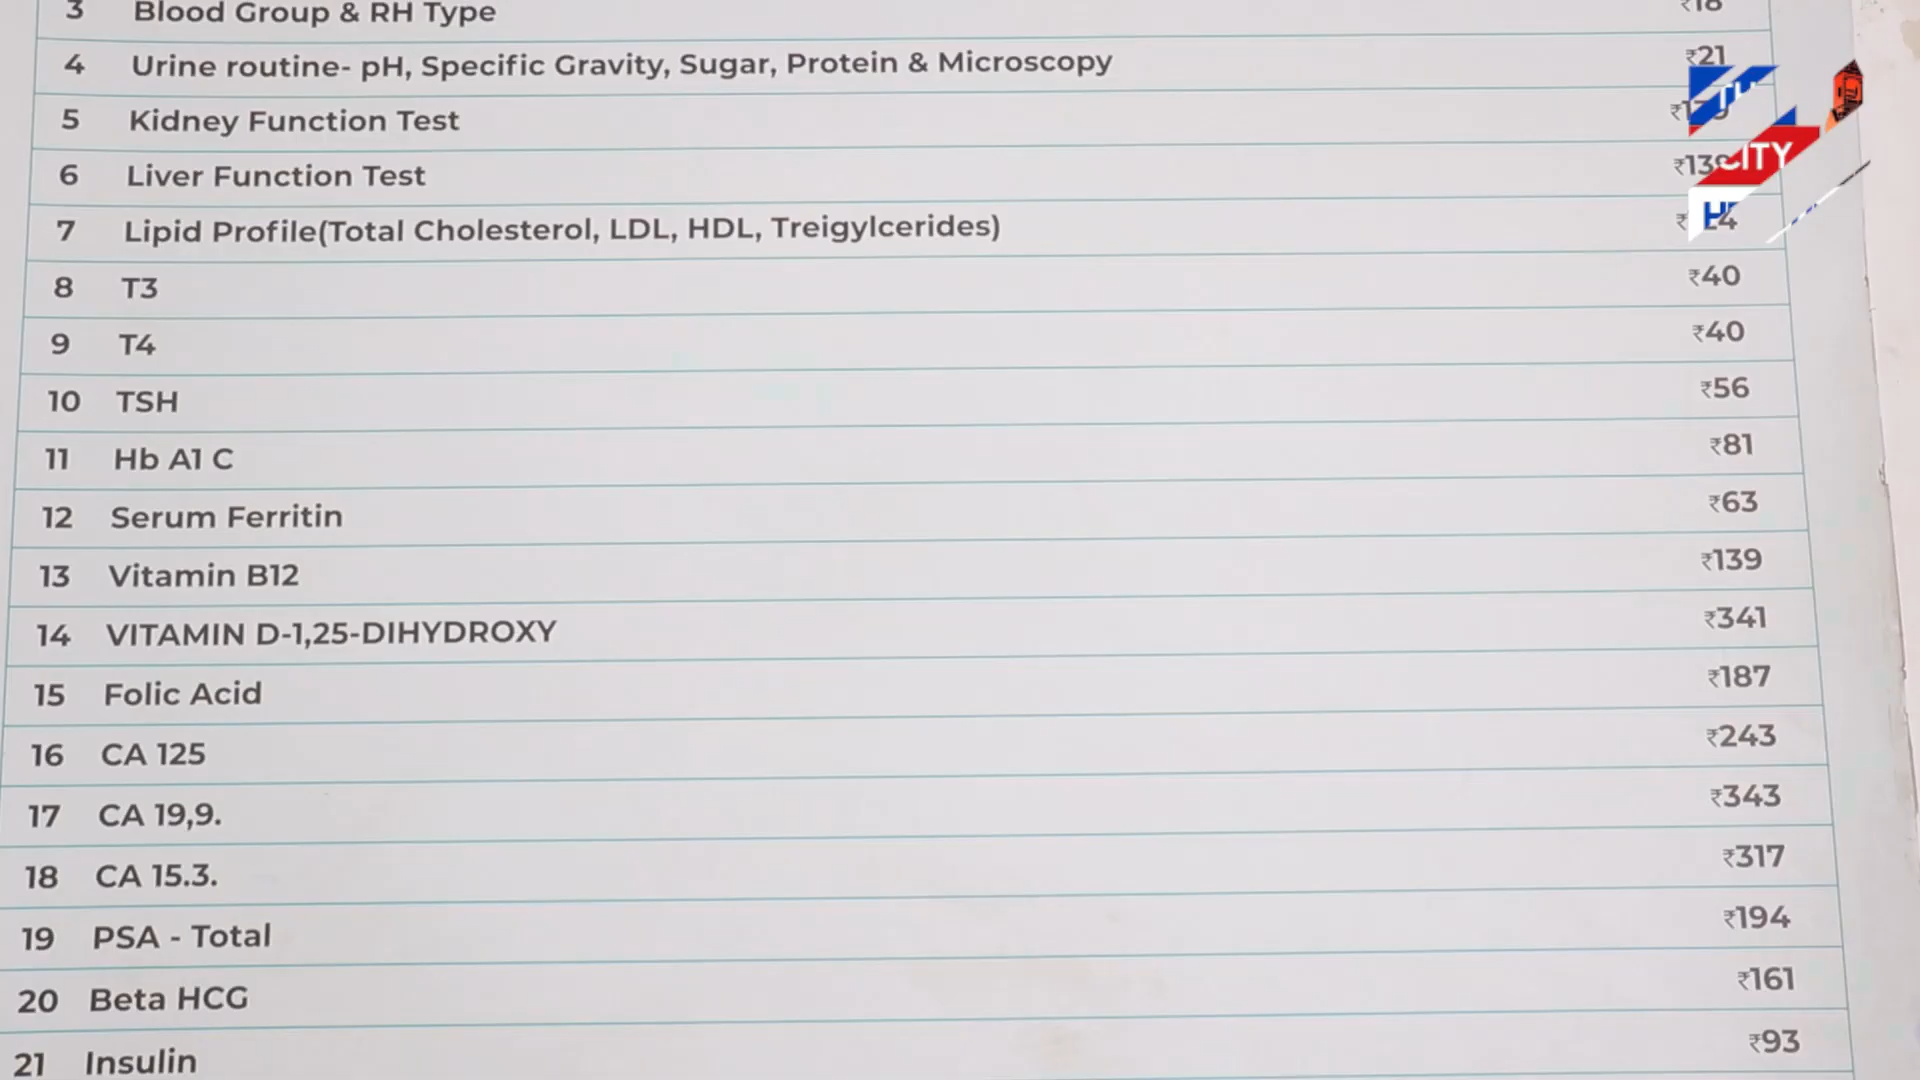 3 Blood Group & RH Type ₹18
4 Urine routine- pH, Specific Gravity, Sugar, Protein & Microscopy ₹21
5 Kidney Function Test
6 Liver Function Test
7 Lipid Profile(Total Cholesterol, LDL, HDL, Treigylcerides)
8 T3 ₹40
9 T4 ₹40
10 TSH ₹56
11 Hb A1 C ₹81
12 Serum Ferritin ₹63
13 Vitamin B12 ₹139
14 VITAMIN D-1,25-DIHYDROXY ₹341
15 Folic Acid ₹187
16 CA 125 ₹243
17 CA 19,9. ₹343
18 CA 15.3. ₹317
19 PSA - Total ₹194
20 Beta HCG ₹161
21 Insulin ₹93
CITY